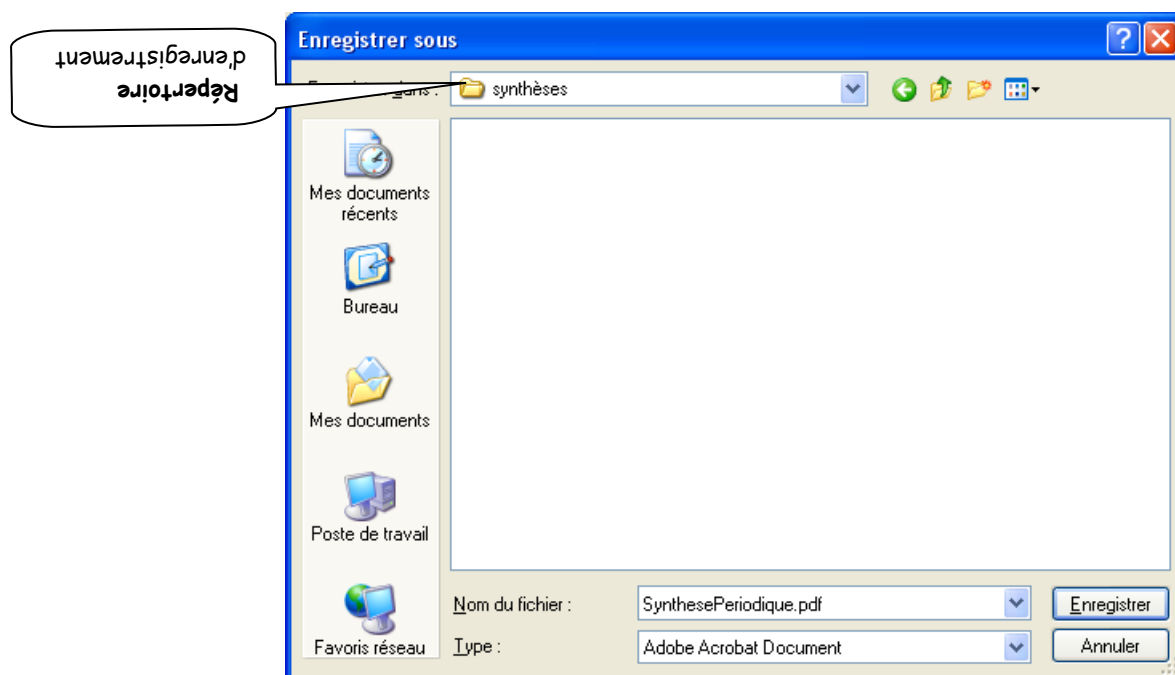 Répertoire
d'enregistrement
Enregistrer sous
dans :
synthèses
Mes documents
récents
Bureau
Mes documents
Poste de travail
Favoris réseau
Nom du fichier :
SynthesePeriodique.pdf
Enregistrer
Type :
Adobe Acrobat Document
Annuler